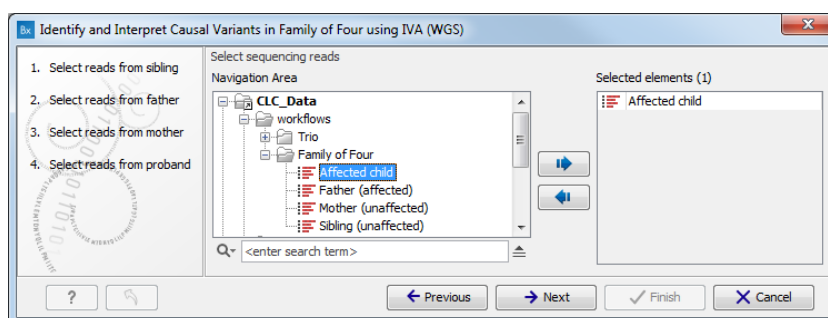 Bx Identify and Interpret Causal Variants in Family of Four using IVA (WGS)
1. Select reads from sibling
2. Select reads from father
3. Select reads from mother
4. Select reads from proband
Select sequencing reads
Navigation Area
CLC_Data
workflows
Trio
Family of Four
Affected child
Father (affected)
Mother (unaffected)
Sibling (unaffected)
<enter search term>
Selected elements (1)
Affected child
?
Previous
Next
Finish
Cancel